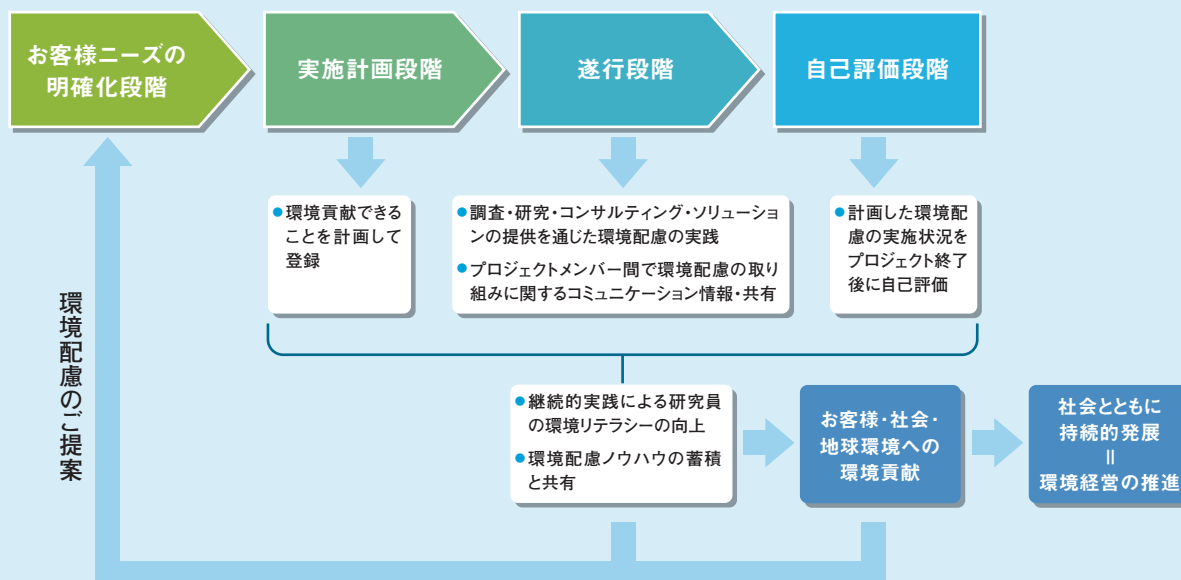 お客様ニーズの
明確化段階
実施計画段階
遂行段階
自己評価段階
●環境貢献できる
ことを計画して
登録
●調査・研究・コンサルティング・ソリューショ
ンの提供を通じた環境配慮の実践
●プロジェクトメンバー間で環境配慮の取り
組みに関するコミュニケーション情報・共有
●計画した環境配
慮の実施状況を
プロジェクト終了
後に自己評価
環境配慮のご提案
●継続的実践による研究員
の環境リテラシーの向上
●環境配慮ノウハウの蓄積
と共有
お客様・社会・
地球環境への
環境貢献
社会とともに
持続的発展
||
環境経営の推進